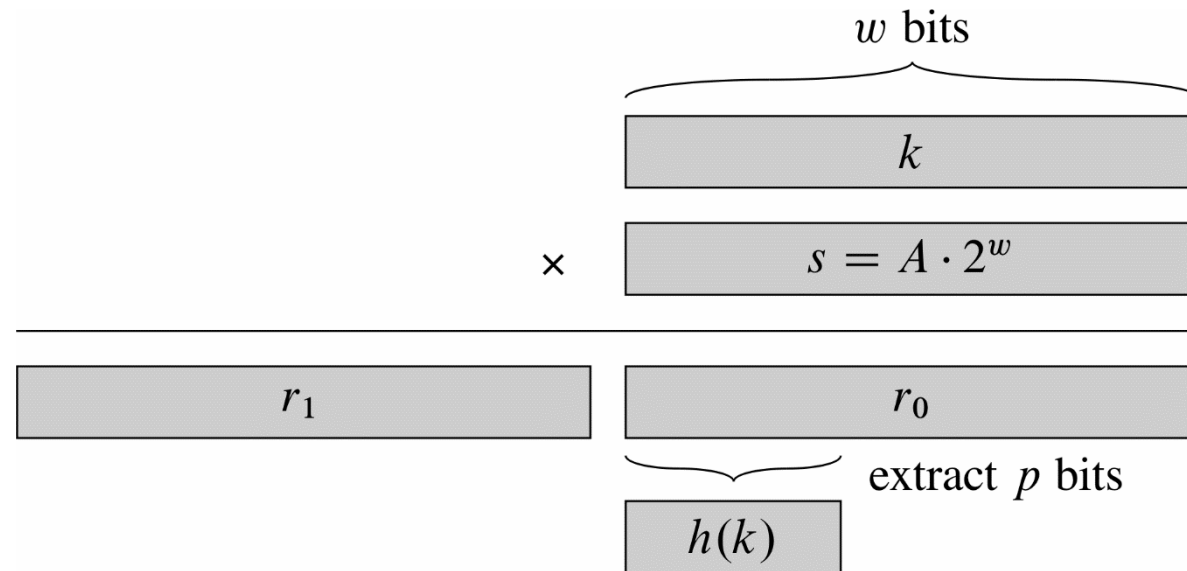 w bits
k
× s = A · 2^w
r₁ r₀
extract p bits
h(k)